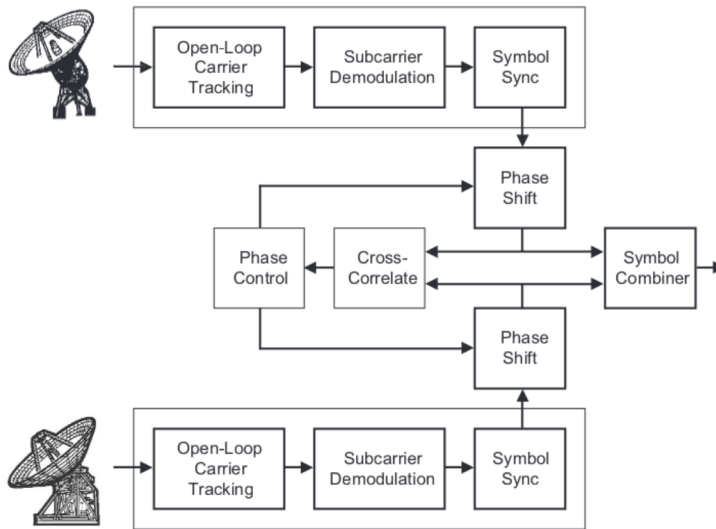 Open-Loop
Carrier
Tracking
Subcarrier
Demodulation
Symbol
Sync
Phase
Shift
Phase
Control
Cross-
Correlate
Symbol
Combiner
Phase
Shift
Open-Loop
Carrier
Tracking
Subcarrier
Demodulation
Symbol
Sync